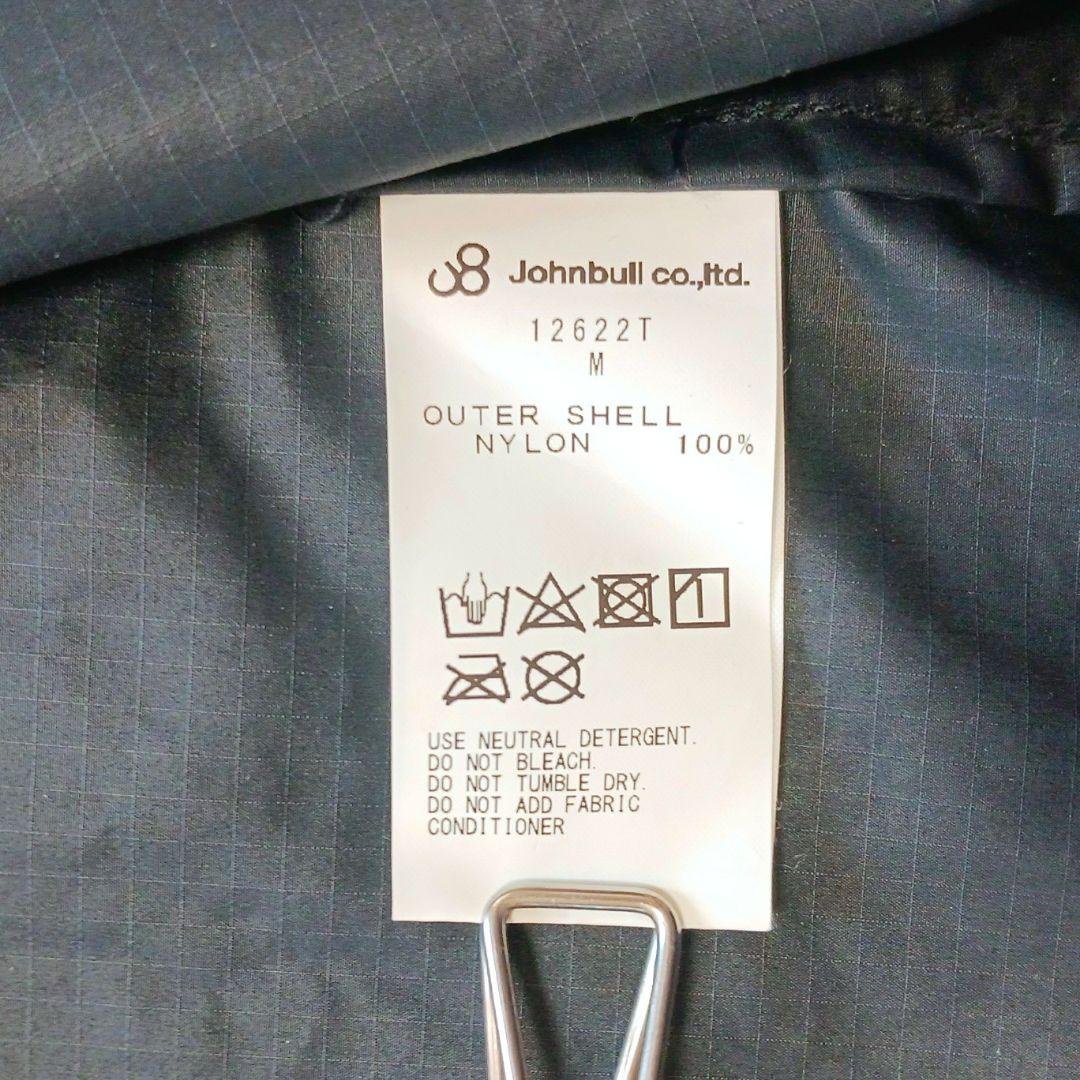 Johnbull co.,ltd.
12622T
M
OUTER SHELL
NYLON 100%
USE NEUTRAL DETERGENT.
DO NOT BLEACH.
DO NOT TUMBLE DRY.
DO NOT ADD FABRIC
CONDITIONER